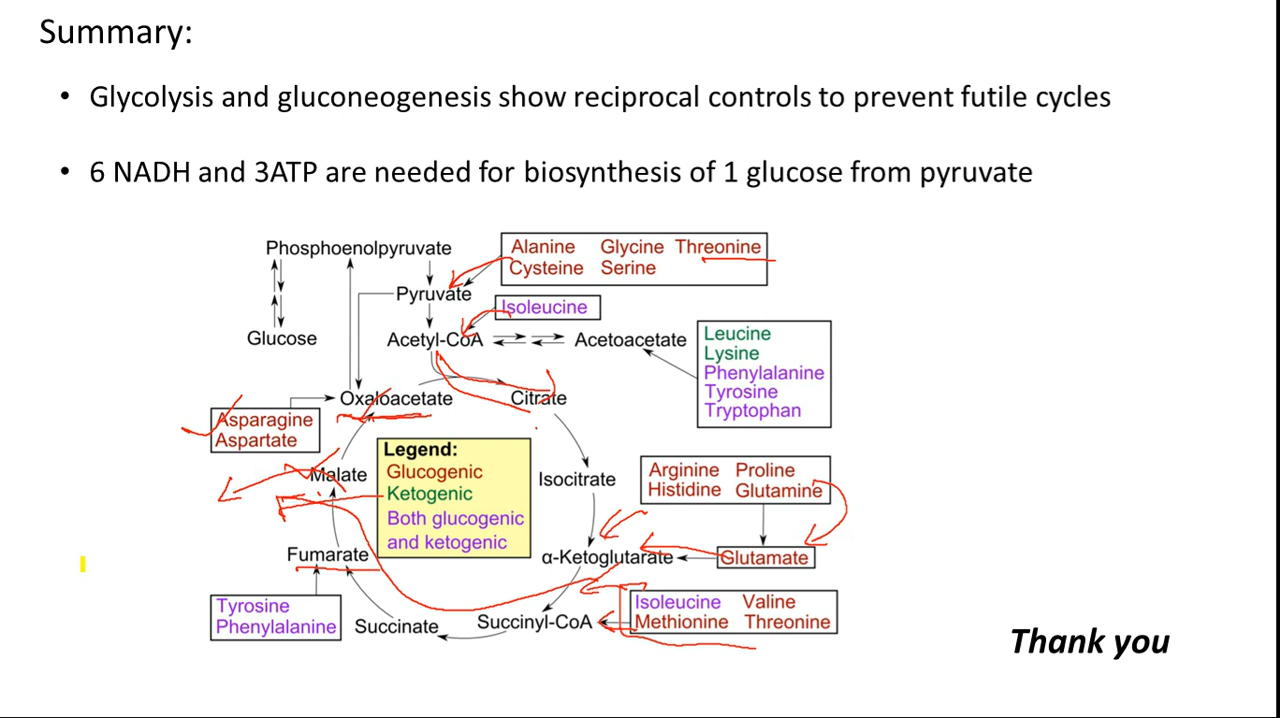 Summary:
• Glycolysis and gluconeogenesis show reciprocal controls to prevent futile cycles
• 6 NADH and 3ATP are needed for biosynthesis of 1 glucose from pyruvate
Phosphoenolpyruvate
Alanine Glycine Threonine
Cysteine Serine
Pyruvate
Isoleucine
Glucose
Acetyl-CoA
Acetoacetate
Leucine
Lysine
Phenylalanine
Tyrosine
Tryptophan
Oxaloacetate
Citrate
Asparagine
Aspartate
Malate
Legend:
Glucogenic
Ketogenic
Both glucogenic
and ketogenic
Isocitrate
Arginine Proline
Histidine Glutamine
Fumarate
α-Ketoglutarate
Glutamate
Tyrosine
Phenylalanine
Succinate
Succinyl-CoA
Isoleucine Valine
Methionine Threonine
Thank you